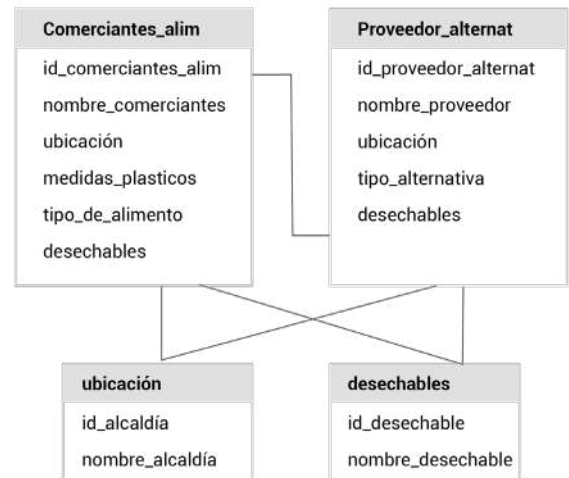 Comerciantes_alim
id_comerciantes_alim
nombre_comerciantes
ubicación
medidas_plasticos
tipo_de_alimento
desechables
Proveedor_alternat
id_proveedor_alternat
nombre_proveedor
ubicación
tipo_alternativa
desechables
ubicación
id_alcaldía
nombre_alcaldía
desechables
id_desechable
nombre_desechable